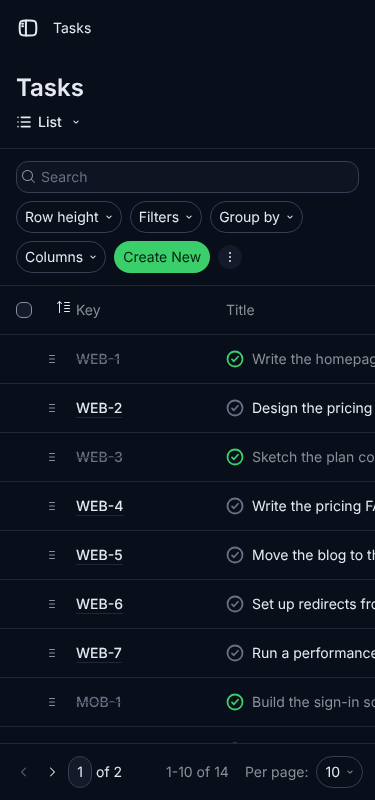 Tasks
Tasks
List
Search
Row height Filters Group by
Columns Create New
Key Title
WEB-1 Write the homepag
WEB-2 Design the pricing
WEB-3 Sketch the plan co
WEB-4 Write the pricing FA
WEB-5 Move the blog to th
WEB-6 Set up redirects fro
WEB-7 Run a performance
MOB-1 Build the sign-in sc
1 of 2 1-10 of 14 Per page: 10